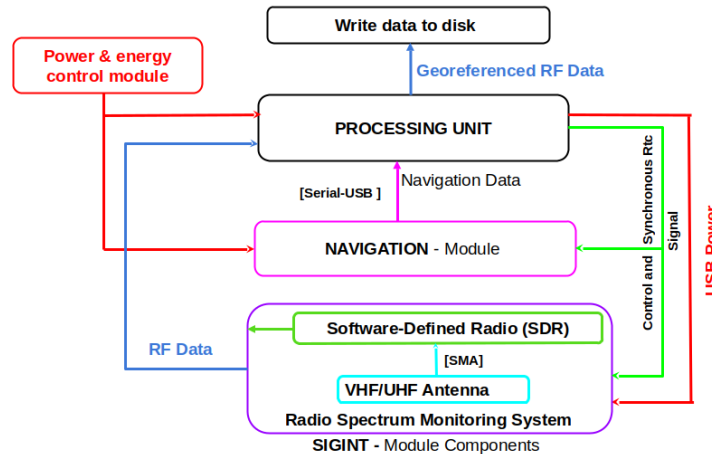 Write data to disk
Power & energy
control module
Georeferenced RF Data
PROCESSING UNIT
[Serial-USB ]
Navigation Data
NAVIGATION - Module
Control and Synchronous Rtc
Signal
USB Power
Software-Defined Radio (SDR)
RF Data
[SMA]
VHF/UHF Antenna
Radio Spectrum Monitoring System
SIGINT - Module Components